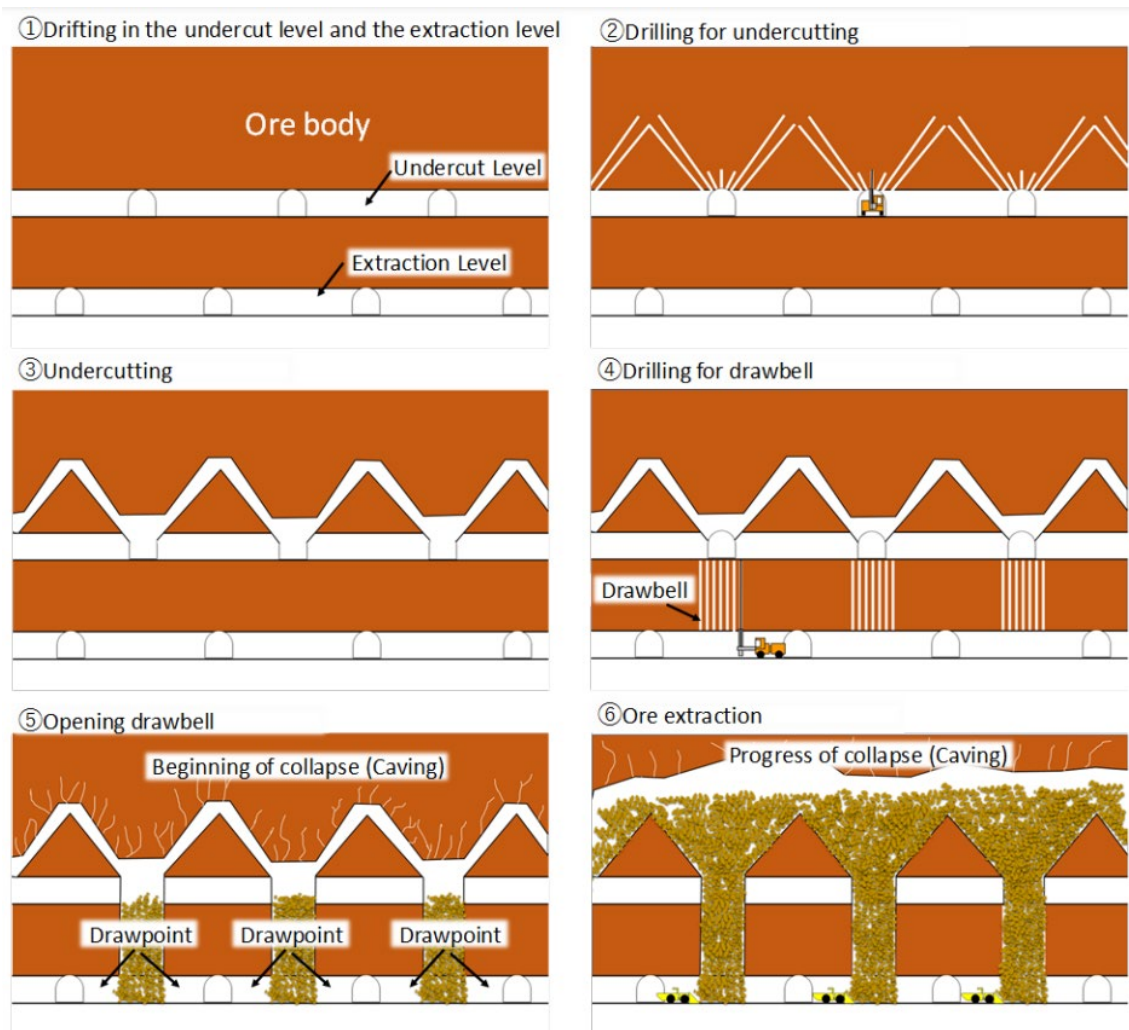 ①Drifting in the undercut level and the extraction level
Ore body
Undercut Level
Extraction Level
②Drilling for undercutting
③Undercutting
④Drilling for drawbell
Drawbell
⑤Opening drawbell
Beginning of collapse (Caving)
Drawpoint
Drawpoint
Drawpoint
⑥Ore extraction
Progress of collapse (Caving)